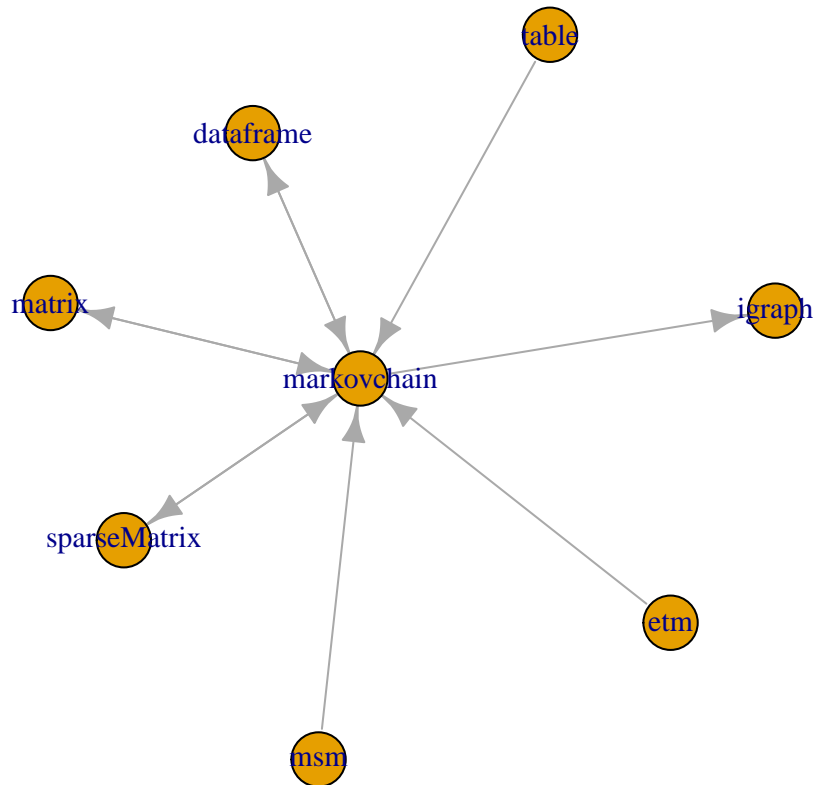 table
dataframe
matrix
igraph
markovchain
sparseMatrix
etm
msm